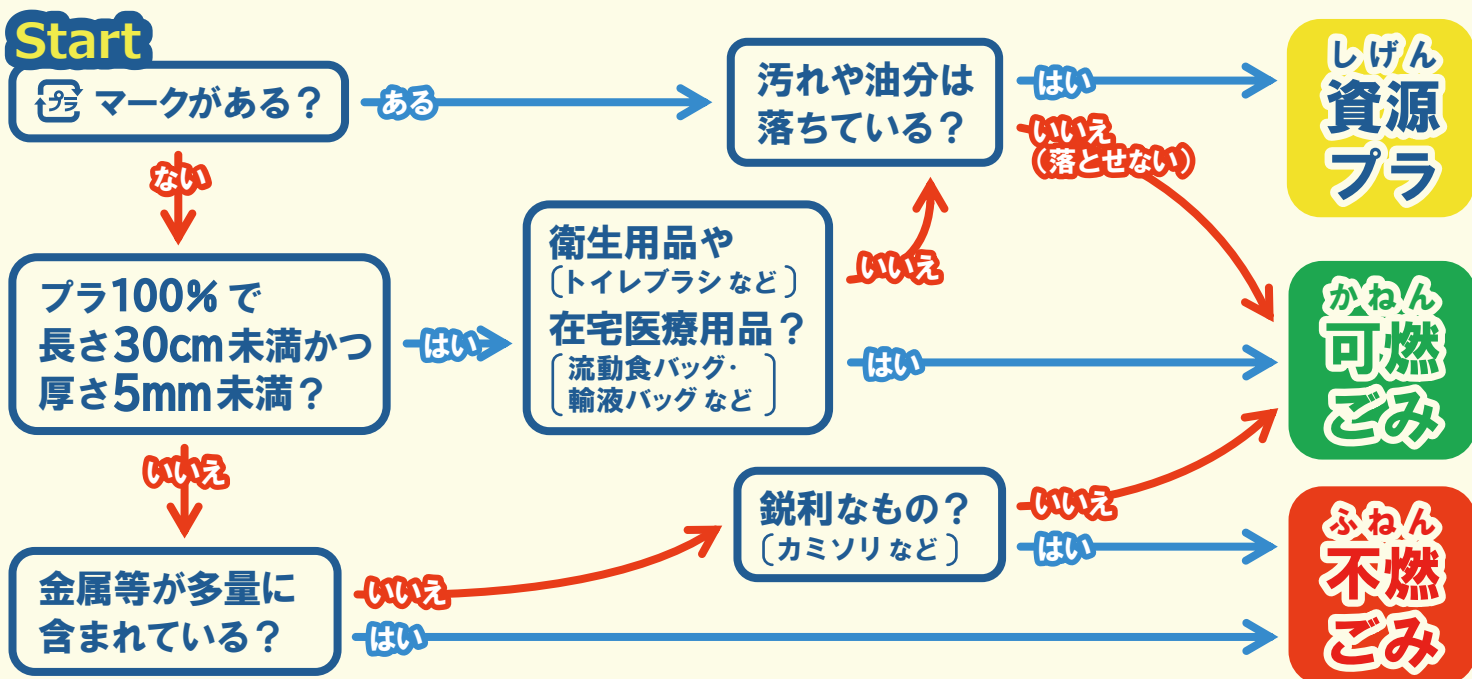 Start
プラ マークがある？
ある
ない
汚れや油分は
落ちている？
はい
いいえ
（落とせない）
しげん
資源
プラ
プラ100% で
長さ30cm未満かつ
厚さ5mm未満？
はい
いいえ
衛生用品や
〔トイレブラシ など〕
在宅医療用品？
流動食バッグ・
輸液バッグ など
いいえ
はい
かねん
可燃
ごみ
金属等が多量に
含まれている？
いいえ
はい
鋭利なもの？
〔カミソリ など〕
いいえ
はい
ふねん
不燃
ごみ